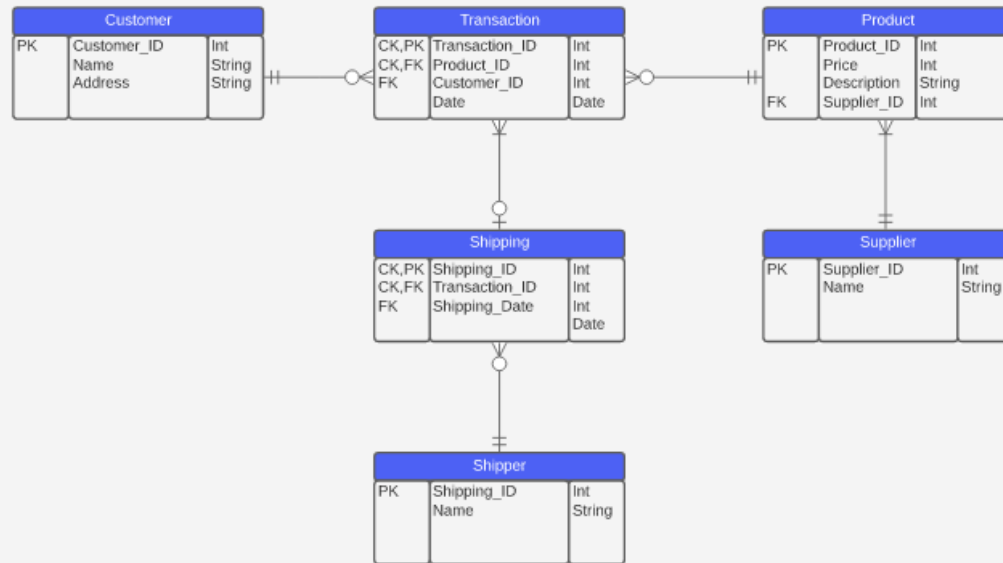 Customer
PK Customer_ID Int
Name String
Address String
Transaction
CK,PK Transaction_ID Int
CK,FK Product_ID Int
FK Customer_ID Int
Date Date
Product
PK Product_ID Int
Price Int
Description String
FK Supplier_ID Int
Shipping
CK,PK Shipping_ID Int
CK,FK Transaction_ID Int
FK Shipping_Date Int
Date
Supplier
PK Supplier_ID Int
Name String
Shipper
PK Shipping_ID Int
Name String